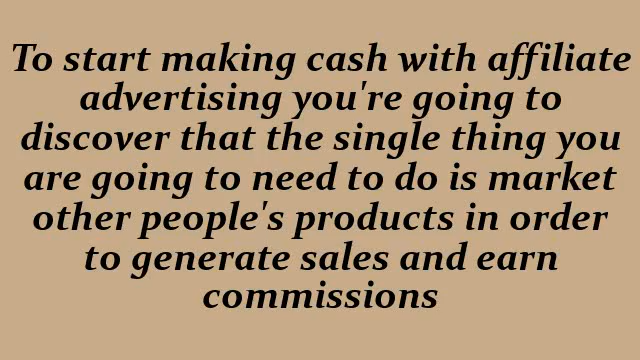 To start making cash with affiliate
advertising you're going to
discover that the single thing you
are going to need to do is market
other people's products in order
to generate sales and earn
commissions